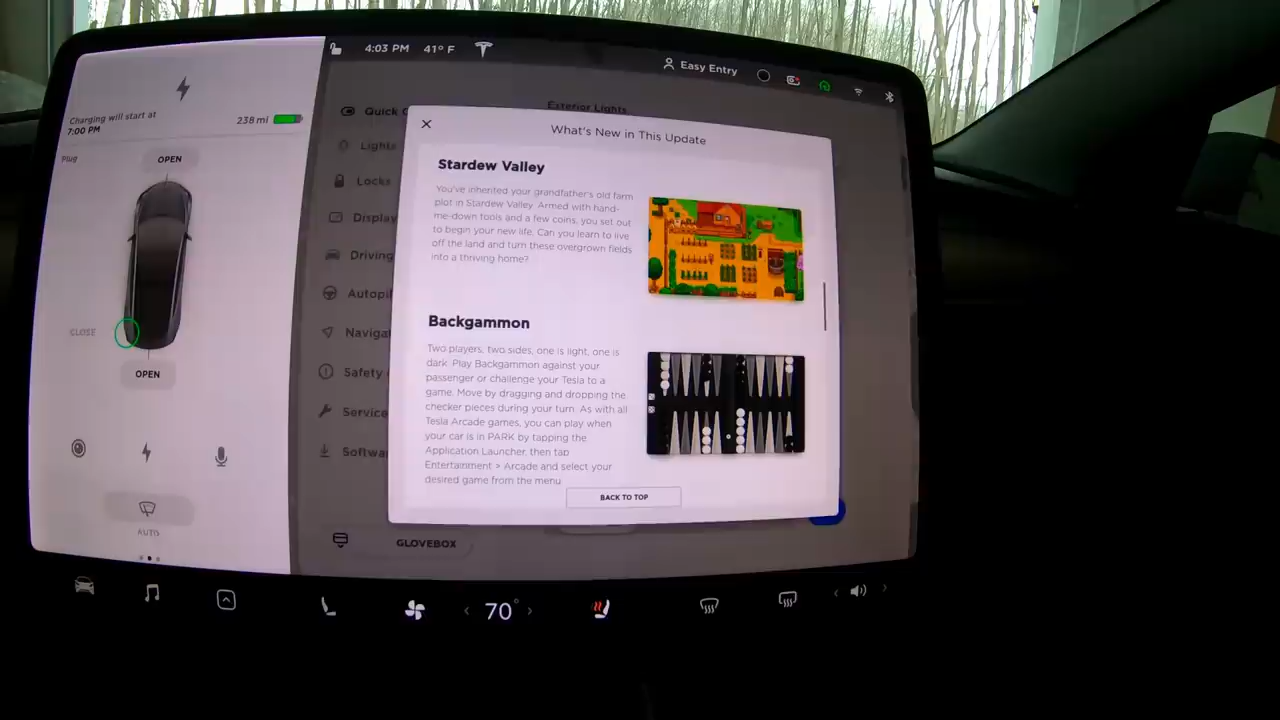 4:03 PM 41° F
Easy Entry
Charging will start at
7:00 PM
238 mi
Plug
OPEN
CLOSE
OPEN
AUTO
Exterior Lights
Quick C
Lights
Locks
Display
Driving
Autopil
Navigat
Safety
Service
Softwa
GLOVEBOX
What's New in This Update
Stardew Valley
You've inherited your grandfather's old farm
plot in Stardew Valley. Armed with hand-
me-down tools and a few coins, you set out
to begin your new life. Can you learn to live
off the land and turn these overgrown fields
into a thriving home?
Backgammon
Two players, two sides, one is light, one is
dark. Play Backgammon against your
passenger or challenge your Tesla to a
game. Move by dragging and dropping the
checker pieces during your turn. As with all
Tesla Arcade games, you can play when
your car is in PARK by tapping the
Application Launcher, then tap
Entertainment > Arcade and select your
desired game from the menu
BACK TO TOP
70°